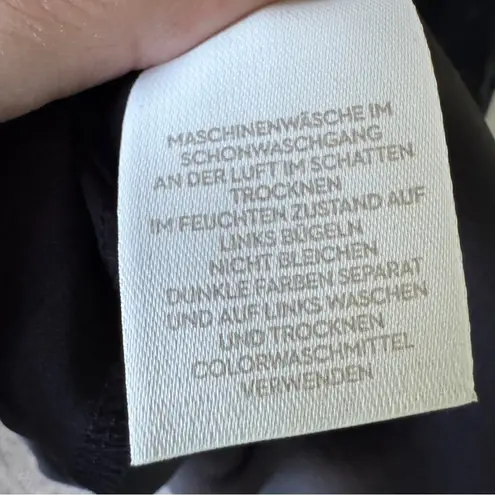 MASCHINENWÄSCHE IM
SCHONWASCHGANG
AN DER LUFT IM SCHATTEN
TROCKNEN
IM FEUCHTEN ZUSTAND AUF
LINKS BÜGELN
NICHT BLEICHEN
DUNKLE FARBEN SEPARAT
UND AUF LINKS WASCHEN
UND TROCKNEN
COLORWASCHMITTEL
VERWENDEN